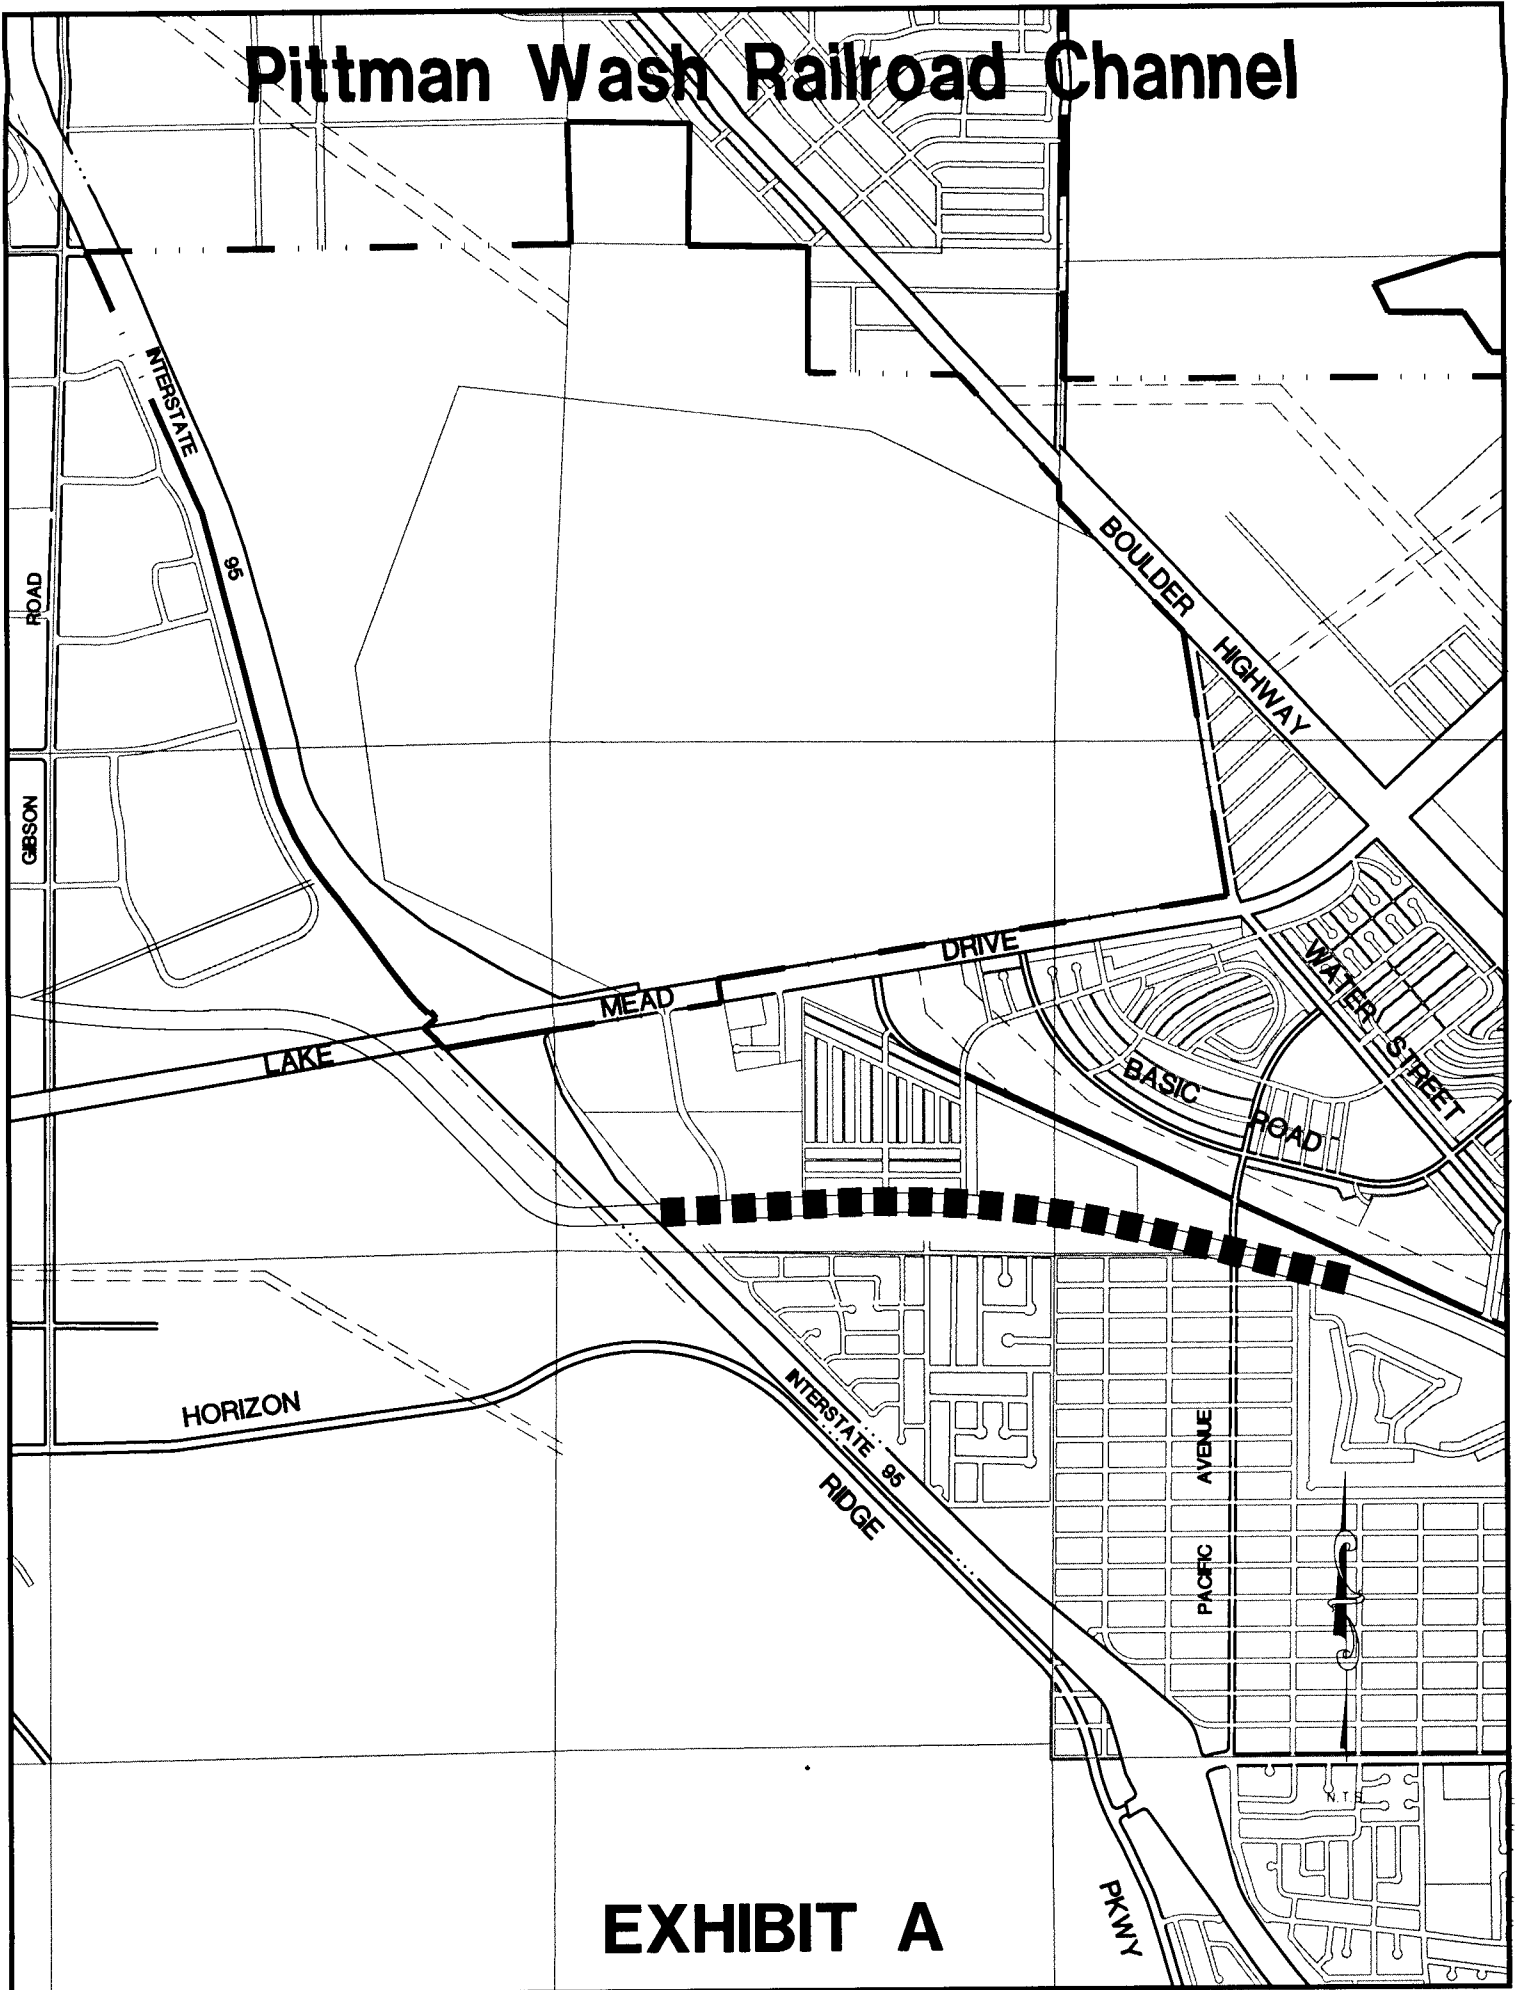 Pittman Wash Railroad Channel
INTERSTATE
95
ROAD
BOULDER HIGHWAY
GIBSON
LAKE MEAD DRIVE
WATER STREET
BASIC ROAD
HORIZON
INTERSTATE 95
RIDGE
PACIFIC AVENUE
N.T.S.
PKWY
EXHIBIT A